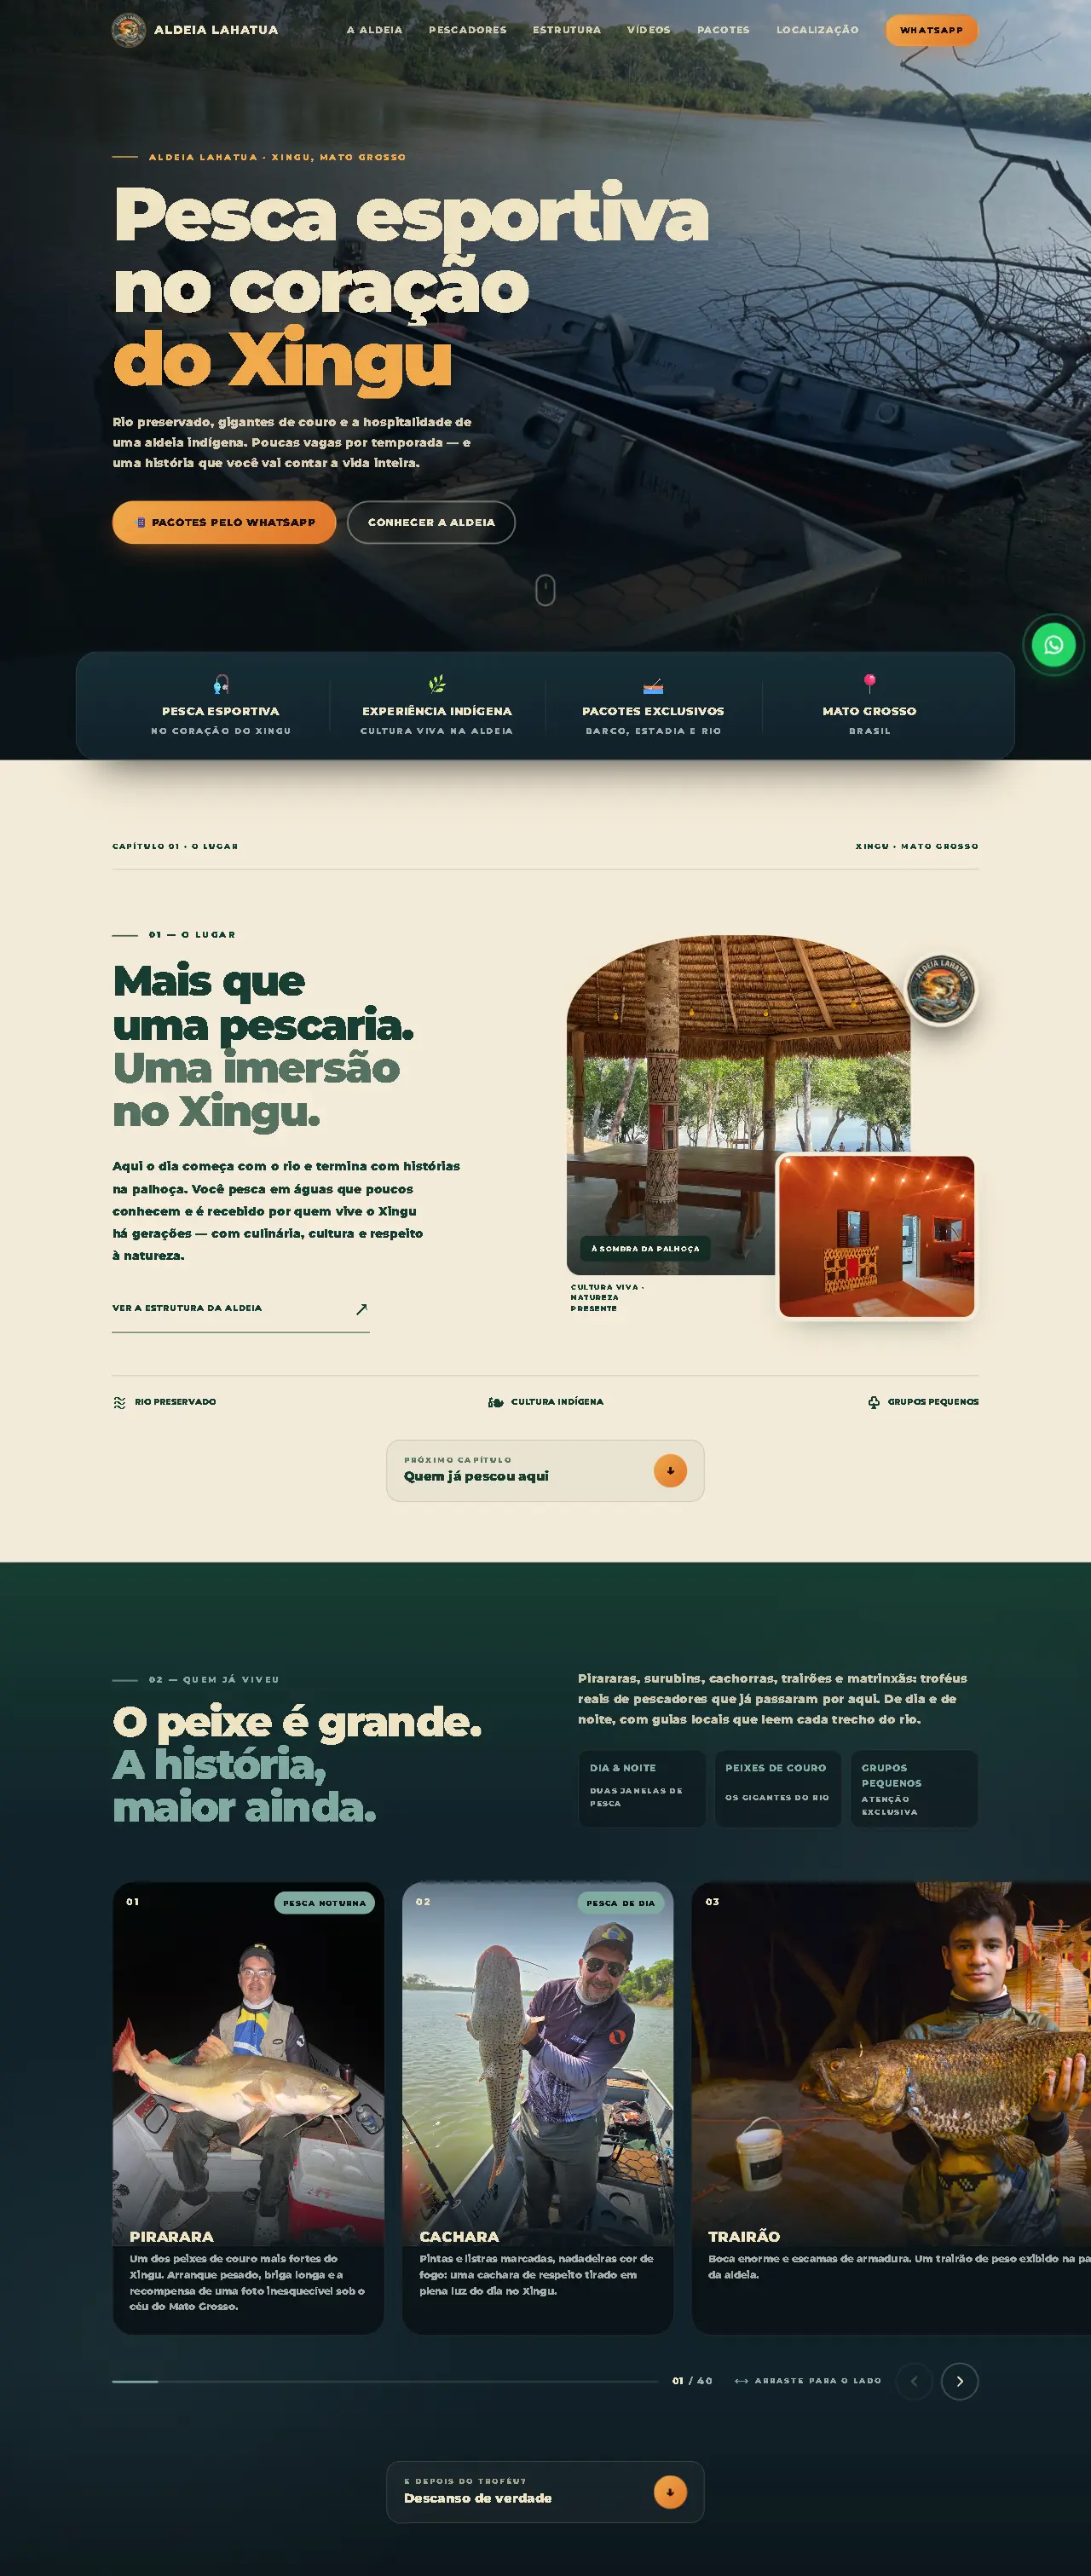 ALDEIA LAHATUA
A ALDEIA
PESCADORES
ESTRUTURA
VÍDEOS
PACOTES
LOCALIZAÇÃO
WHATSAPP
ALDEIA LAHATUA · XINGU, MATO GROSSO
Pesca esportiva
no coração
do Xingu
Rio preservado, gigantes de couro e a hospitalidade de
uma aldeia indígena. Poucas vagas por temporada — e
uma história que você vai contar a vida inteira.
PACOTES PELO WHATSAPP
CONHECER A ALDEIA
PESCA ESPORTIVA
NO CORAÇÃO DO XINGU
EXPERIÊNCIA INDÍGENA
CULTURA VIVA NA ALDEIA
PACOTES EXCLUSIVOS
BARCO, ESTADIA E RIO
MATO GROSSO
BRASIL
CAPÍTULO 01 · O LUGAR
XINGU · MATO GROSSO
01 — O LUGAR
Mais que
uma pescaria.
Uma imersão
no Xingu.
Aqui o dia começa com o rio e termina com histórias
na palhoça. Você pesca em águas que poucos
conhecem e é recebido por quem vive o Xingu
há gerações — com culinária, cultura e respeito
à natureza.
VER A ESTRUTURA DA ALDEIA
ALDEIA LAHATUA
À SOMBRA DA PALHOÇA
CULTURA VIVA ·
NATUREZA
PRESENTE
RIO PRESERVADO
CULTURA INDÍGENA
GRUPOS PEQUENOS
PRÓXIMO CAPÍTULO
Quem já pescou aqui
02 — QUEM JÁ VIVEU
O peixe é grande.
A história,
maior ainda.
Pirararas, surubins, cachorras, trairões e matrinxãs: troféus
reais de pescadores que já passaram por aqui. De dia e de
noite, com guias locais que leem cada trecho do rio.
DIA & NOITE
DUAS JANELAS DE
PESCA
PEIXES DE COURO
OS GIGANTES DO RIO
GRUPOS
PEQUENOS
ATENÇÃO
EXCLUSIVA
01
PESCA NOTURNA
PIRARARA
Um dos peixes de couro mais fortes do
Xingu. Arranque pesado, briga longa e a
recompensa de uma foto inesquecível sob o
céu do Mato Grosso.
02
PESCA DE DIA
CACHARA
Pintas e listras marcadas, nadadeiras cor de
fogo: uma cachara de respeito tirada em
plena luz do dia no Xingu.
03
TRAIRÃO
Boca enorme e escamas de armadura. Um trairão de peso exibido na pa
da aldeia.
01 / 40
ARRASTE PARA O LADO
E DEPOIS DO TROFÉU?
Descanso de verdade